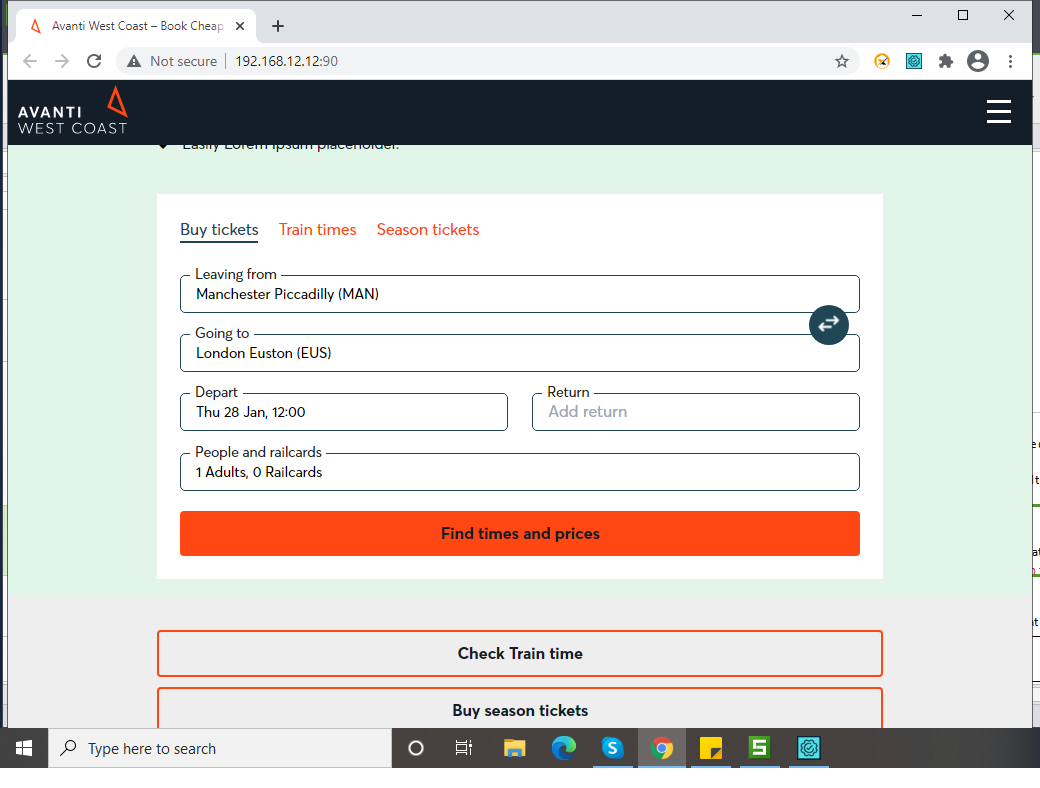 Avanti West Coast – Book Cheap
Not secure
192.168.12.12:90
AVANTI
WEST COAST
Easily Lorem Ipsum placeholder.
Buy tickets Train times Season tickets
Leaving from
Manchester Piccadilly (MAN)
Going to
London Euston (EUS)
Depart
Thu 28 Jan, 12:00
Return
Add return
People and railcards
1 Adults, 0 Railcards
Find times and prices
Check Train time
Buy season tickets
Type here to search